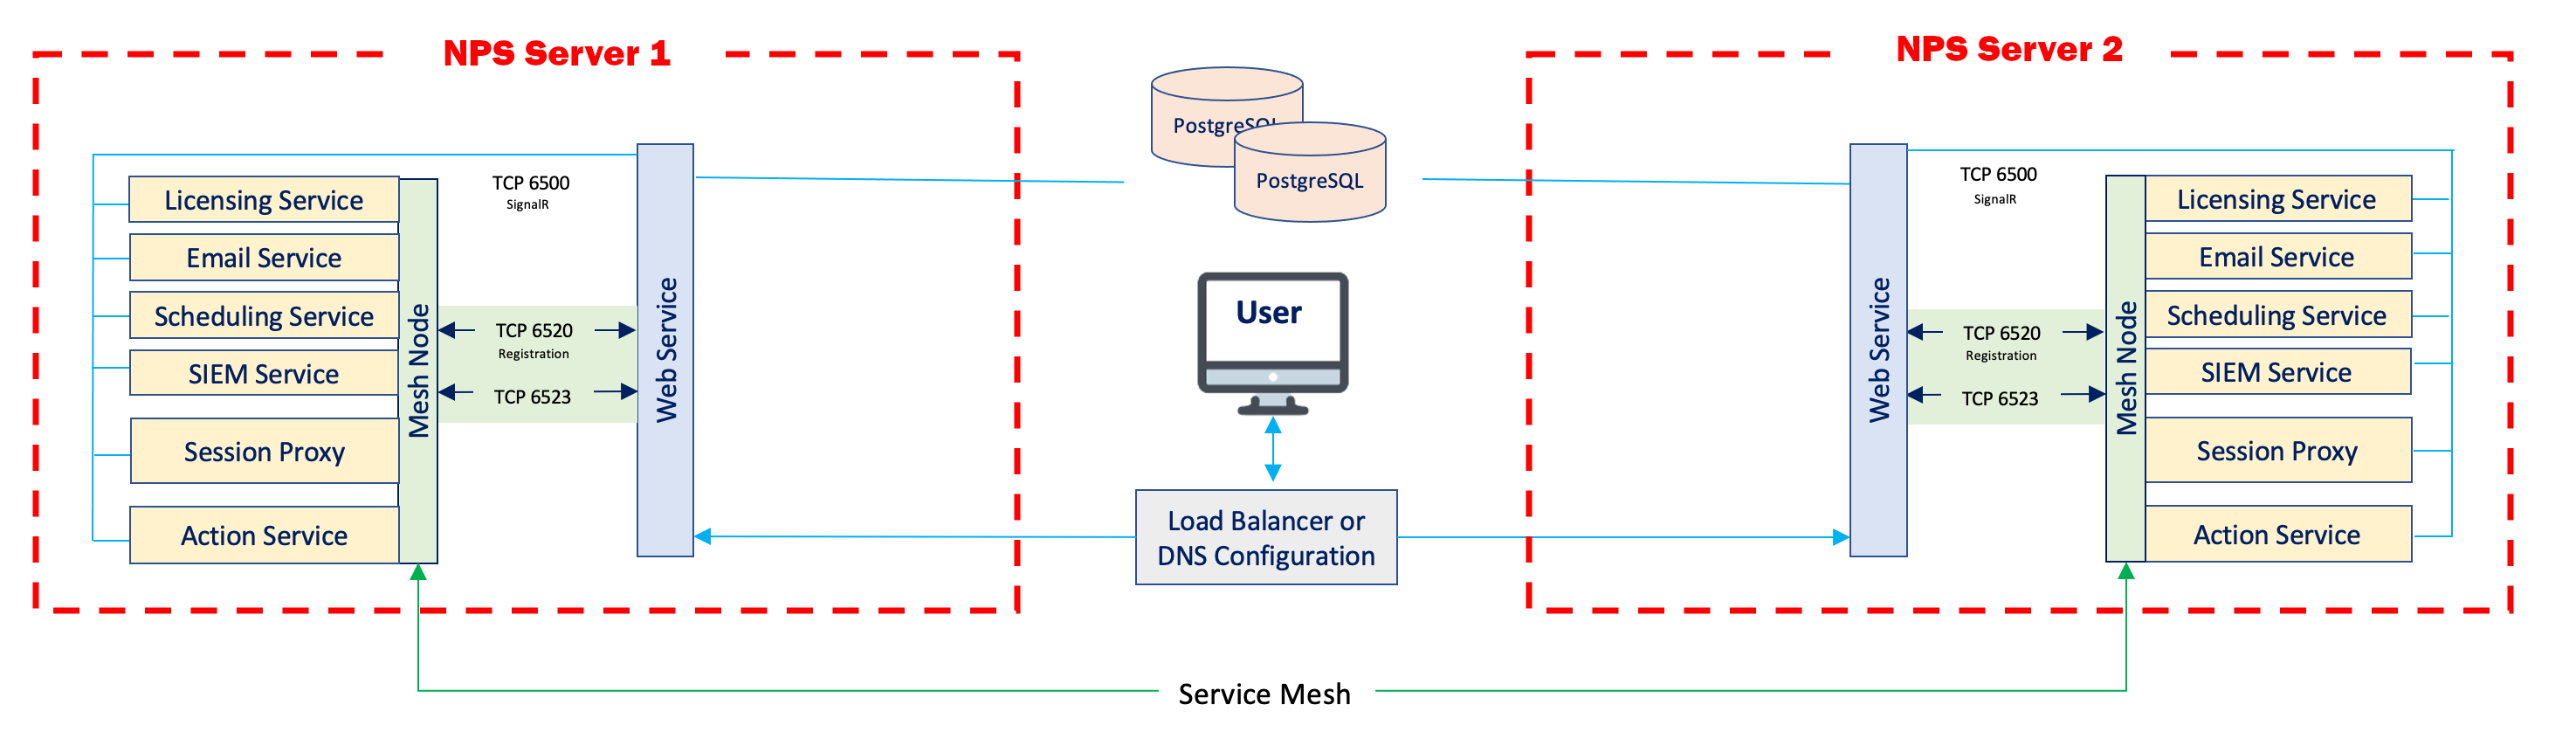 NPS Server 1
Licensing Service
Email Service
Scheduling Service
SIEM Service
Session Proxy
Action Service
Mesh Node
TCP 6500
SignalR
TCP 6520
Registration
TCP 6523
Web Service
PostgreSQL
PostgreSQL
User
Load Balancer or
DNS Configuration
NPS Server 2
Web Service
TCP 6500
SignalR
TCP 6520
Registration
TCP 6523
Mesh Node
Licensing Service
Email Service
Scheduling Service
SIEM Service
Session Proxy
Action Service
Service Mesh